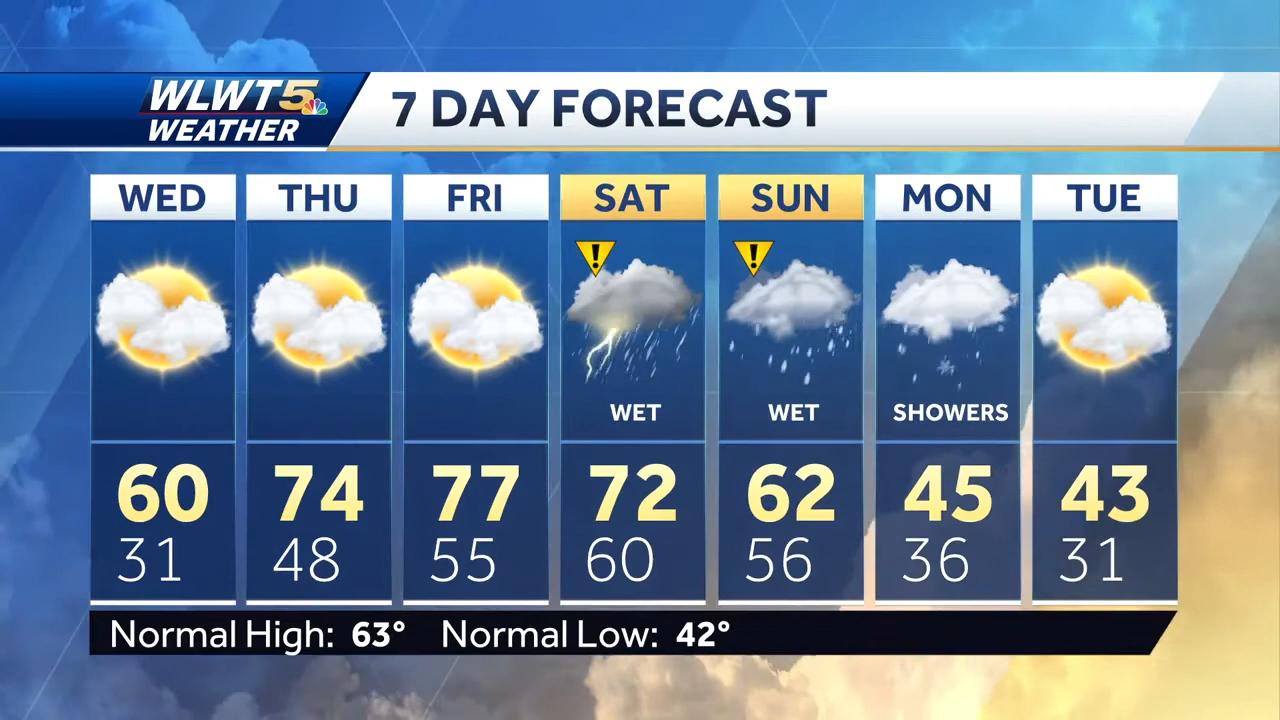 WLWT5
WEATHER
7 DAY FORECAST
WED THU FRI SAT SUN MON TUE
! !
WET WET SHOWERS
60 74 77 72 62 45 43
31 48 55 60 56 36 31
Normal High: 63° Normal Low: 42°